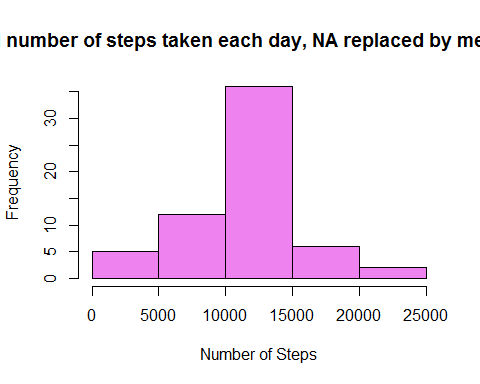 number of steps taken each day, NA replaced by me
Frequency
30
20
10
5
0
0 5000 10000 15000 20000 25000
Number of Steps